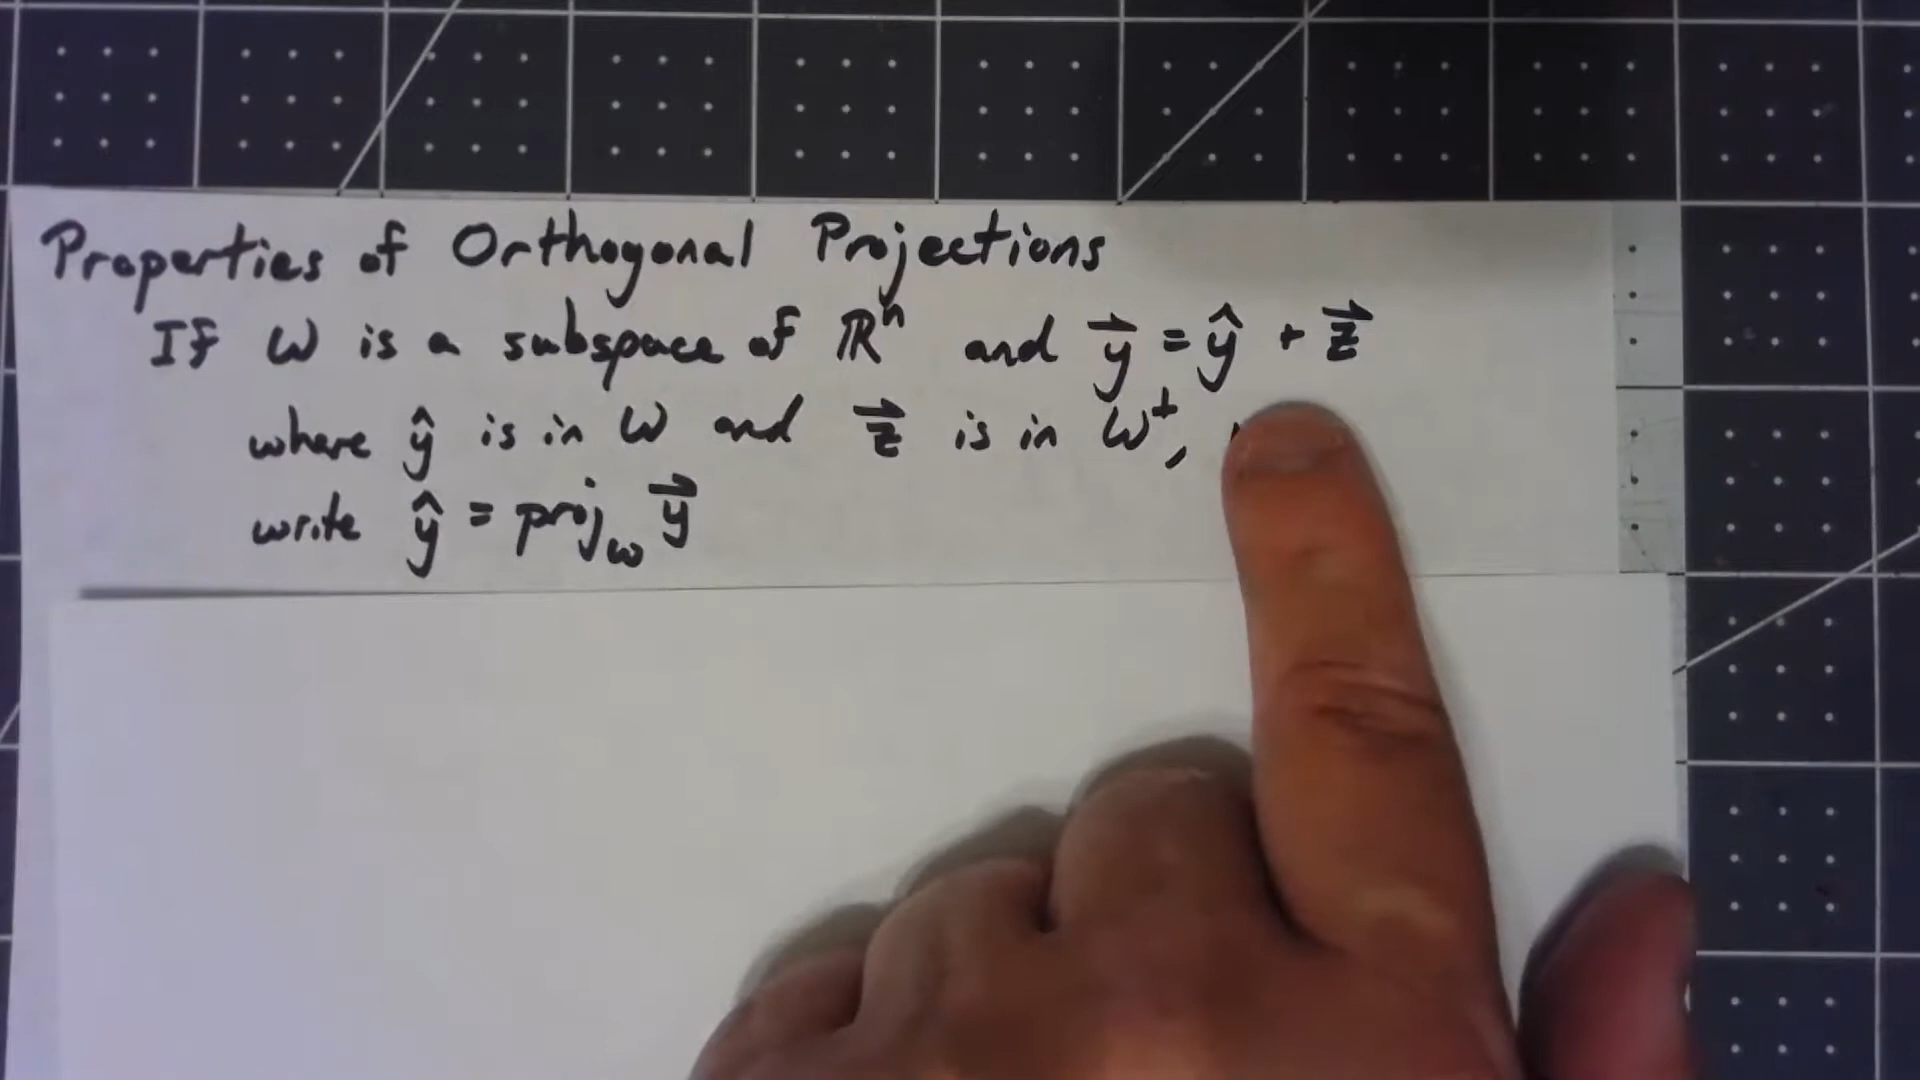 Properties of Orthogonal Projections
If W is a subspace of ℝⁿ and y⃗ = ŷ + z⃗
where ŷ is in W and z⃗ is in W⊥,
write ŷ = proj_W y⃗